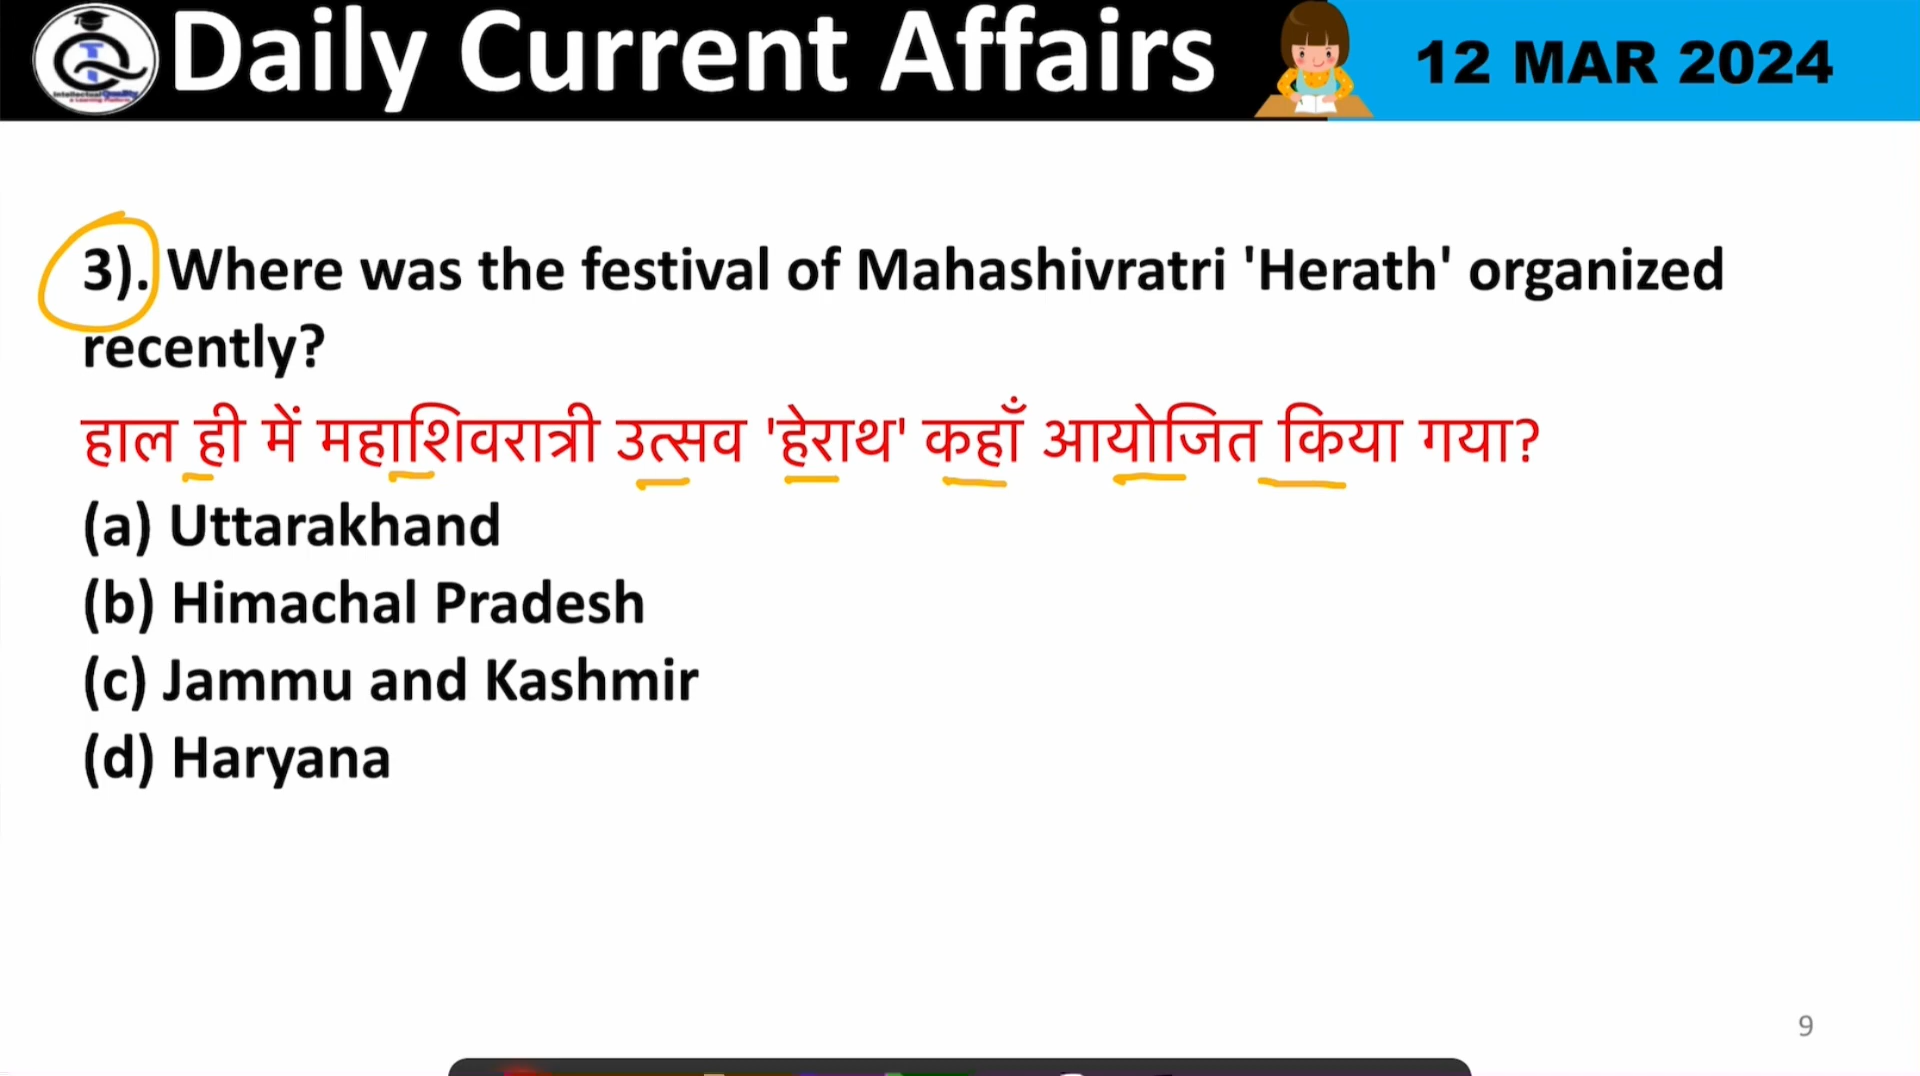 Daily Current Affairs
12 MAR 2024
3). Where was the festival of Mahashivratri 'Herath' organized
recently?
हाल ही में महाशिवरात्री उत्सव 'हेराथ' कहाँ आयोजित किया गया?
(a) Uttarakhand
(b) Himachal Pradesh
(c) Jammu and Kashmir
(d) Haryana
9